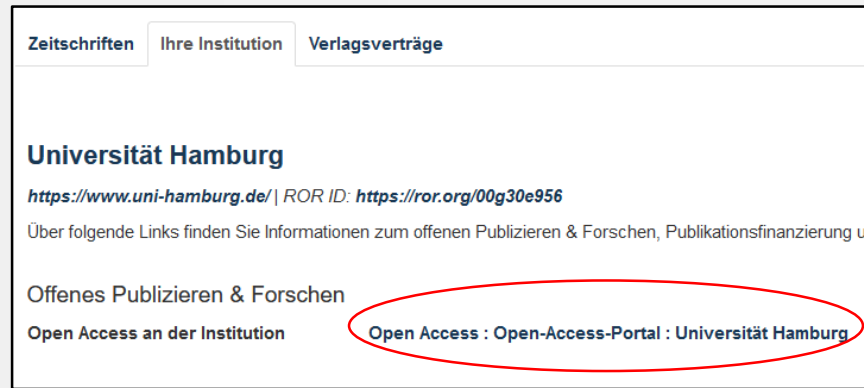 Zeitschriften Ihre Institution Verlagsverträge
Universität Hamburg
https://www.uni-hamburg.de/ | ROR ID: https://ror.org/00g30e956
Über folgende Links finden Sie Informationen zum offenen Publizieren & Forschen, Publikationsfinanzierung u
Offenes Publizieren & Forschen
Open Access an der Institution Open Access : Open-Access-Portal : Universität Hamburg